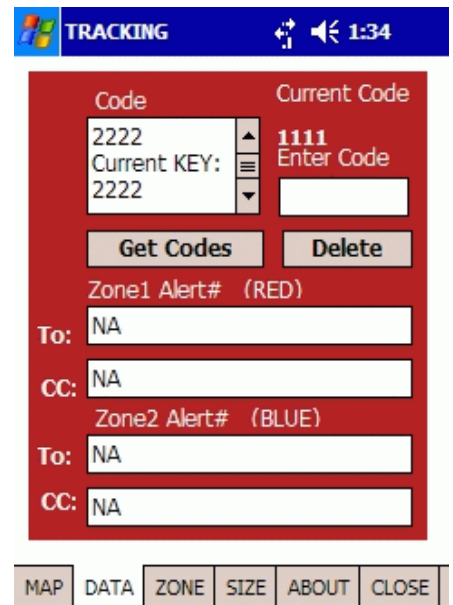 TRACKING 1:34
Code
Current Code
2222
Current KEY:
2222
1111
Enter Code
Get Codes
Delete
Zone1 Alert# (RED)
To: NA
CC: NA
Zone2 Alert# (BLUE)
To: NA
CC: NA
MAP DATA ZONE SIZE ABOUT CLOSE